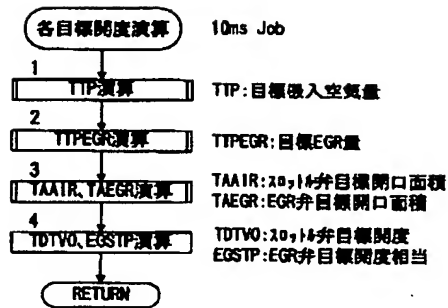 各目標開度演算
10ms Job
1
TTP演算
TTP:目標吸入空気量
2
TTPEGR演算
TTPEGR:目標EGR量
3
TAAIR、TAEGR演算
TAAIR:スロットル弁目標開口面積
TAEGR:EGR弁目標開口面積
4
TDTVO、EGSTP演算
TDTVO:スロットル弁目標開度
EGSTP:EGR弁目標開度相当
RETURN